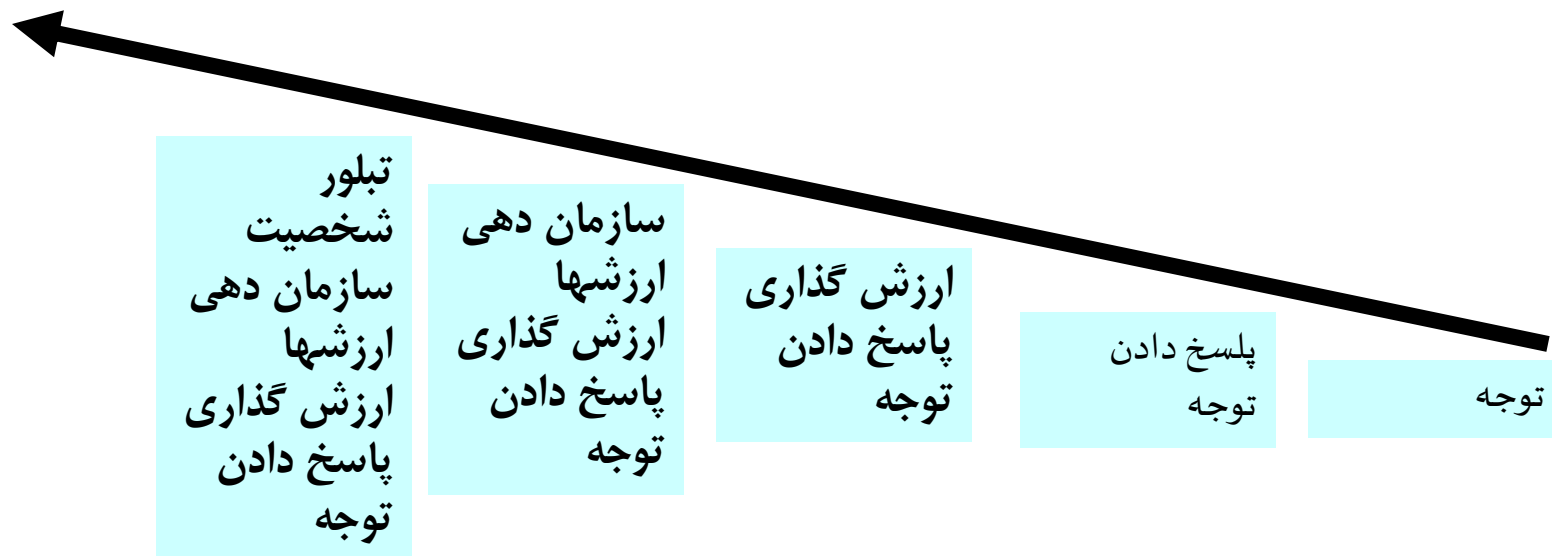 توجه
پلسخ دادن
توجه
ارزش گذاری
پاسخ دادن
توجه
سازمان دهی
ارزشها
ارزش گذاری
پاسخ دادن
توجه
تبلور
شخصیت
سازمان دهی
ارزشها
ارزش گذاری
پاسخ دادن
توجه